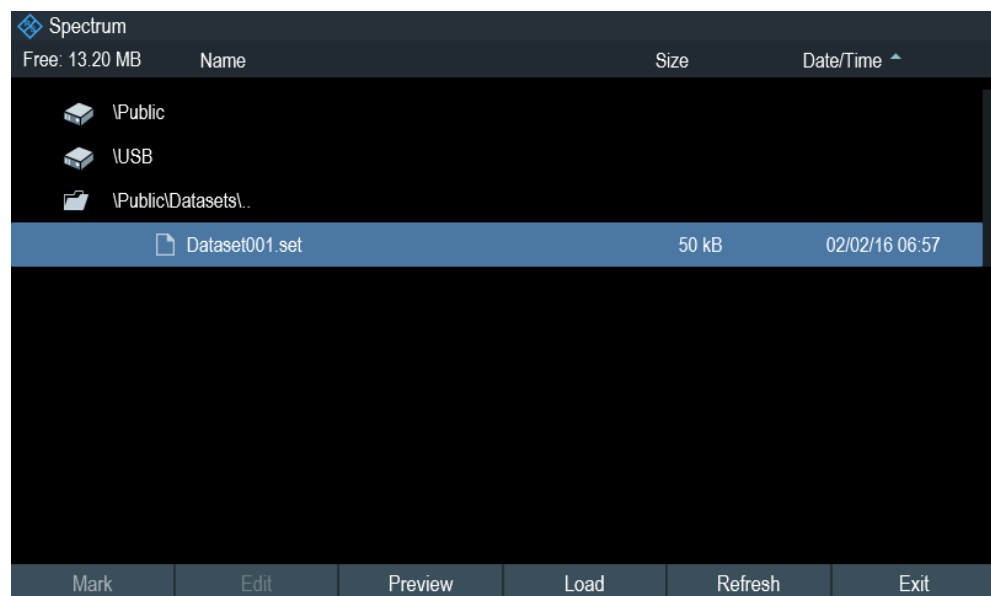 Spectrum
Free: 13.20 MB Name Size Date/Time
\Public
\USB
\Public\Datasets\..
Dataset001.set 50 kB 02/02/16 06:57
Mark Edit Preview Load Refresh Exit